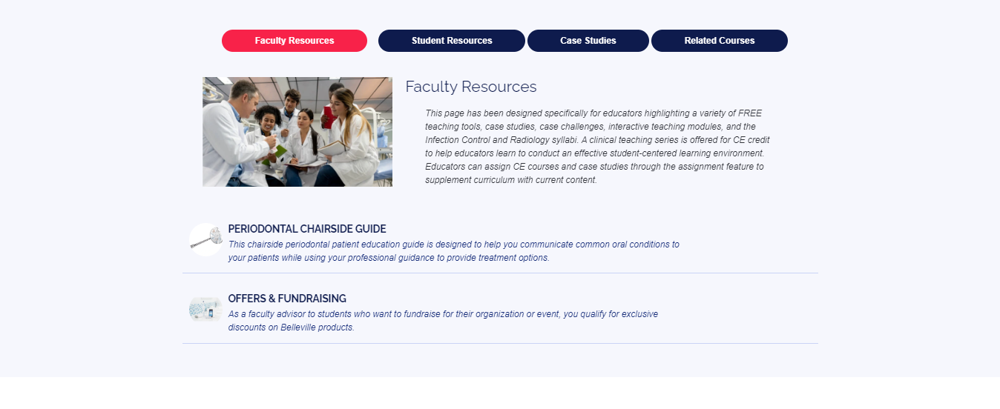 Faculty Resources
Student Resources
Case Studies
Related Courses
Faculty Resources
This page has been designed specifically for educators highlighting a variety of FREE
teaching tools, case studies, case challenges, interactive teaching modules, and the
Infection Control and Radiology syllabi. A clinical teaching series is offered for CE credit
to help educators learn to conduct an effective student-centered learning environment.
Educators can assign CE courses and case studies through the assignment feature to
supplement curriculum with current content.
PERIODONTAL CHAIRSIDE GUIDE
This chairside periodontal patient education guide is designed to help you communicate common oral conditions to
your patients while using your professional guidance to provide treatment options.
OFFERS & FUNDRAISING
As a faculty advisor to students who want to fundraise for their organization or event, you qualify for exclusive
discounts on Belleville products.